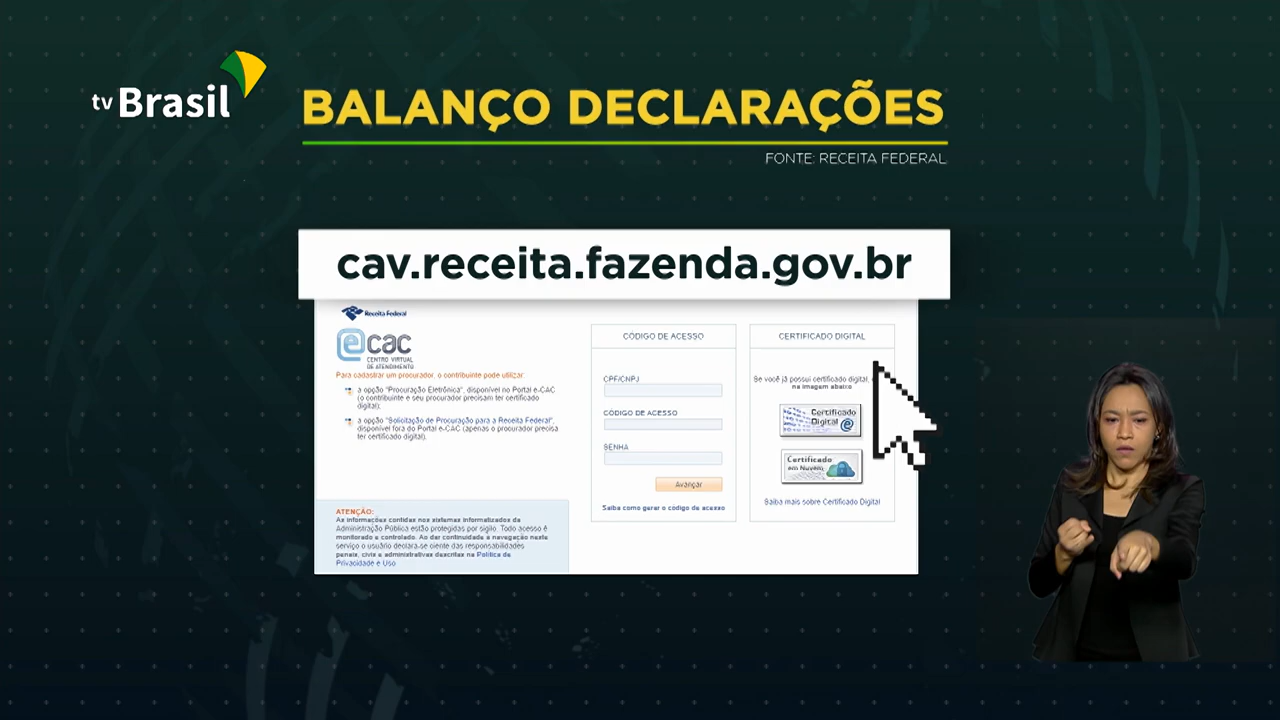 tv Brasil
BALANÇO DECLARAÇÕES
FONTE: RECEITA FEDERAL
cav.receita.fazenda.gov.br
Receita Federal
e cac
CENTRO VIRTUAL
DE ATENDIMENTO
Para cadastrar um procurador, o contribuinte pode utilizar:
a opção "Procuração Eletrônica", disponível no Portal e-CAC
(o contribuinte e seu procurador precisam ter certificado
digital);
a opção "Solicitação de Procuração para a Receita Federal",
disponível fora do Portal e-CAC (apenas o procurador precisa
ter certificado digital).
ATENÇÃO:
As informações contidas nos sistemas informatizados da
Administração Pública estão protegidas por sigilo. Todo acesso é
monitorado e controlado. Ao dar continuidade à navegação neste
serviço o usuário declara-se ciente das responsabilidades
penais, civis e administrativas descritas na Política de
Privacidade e Uso
CÓDIGO DE ACESSO
CPF/CNPJ
CÓDIGO DE ACESSO
SENHA
Avançar
Saiba como gerar o código de acesso
CERTIFICADO DIGITAL
Se você já possui certificado digital,
na imagem abaixo
Certificado
Digital
Certificado
em Nuvem
Saiba mais sobre Certificado Digital